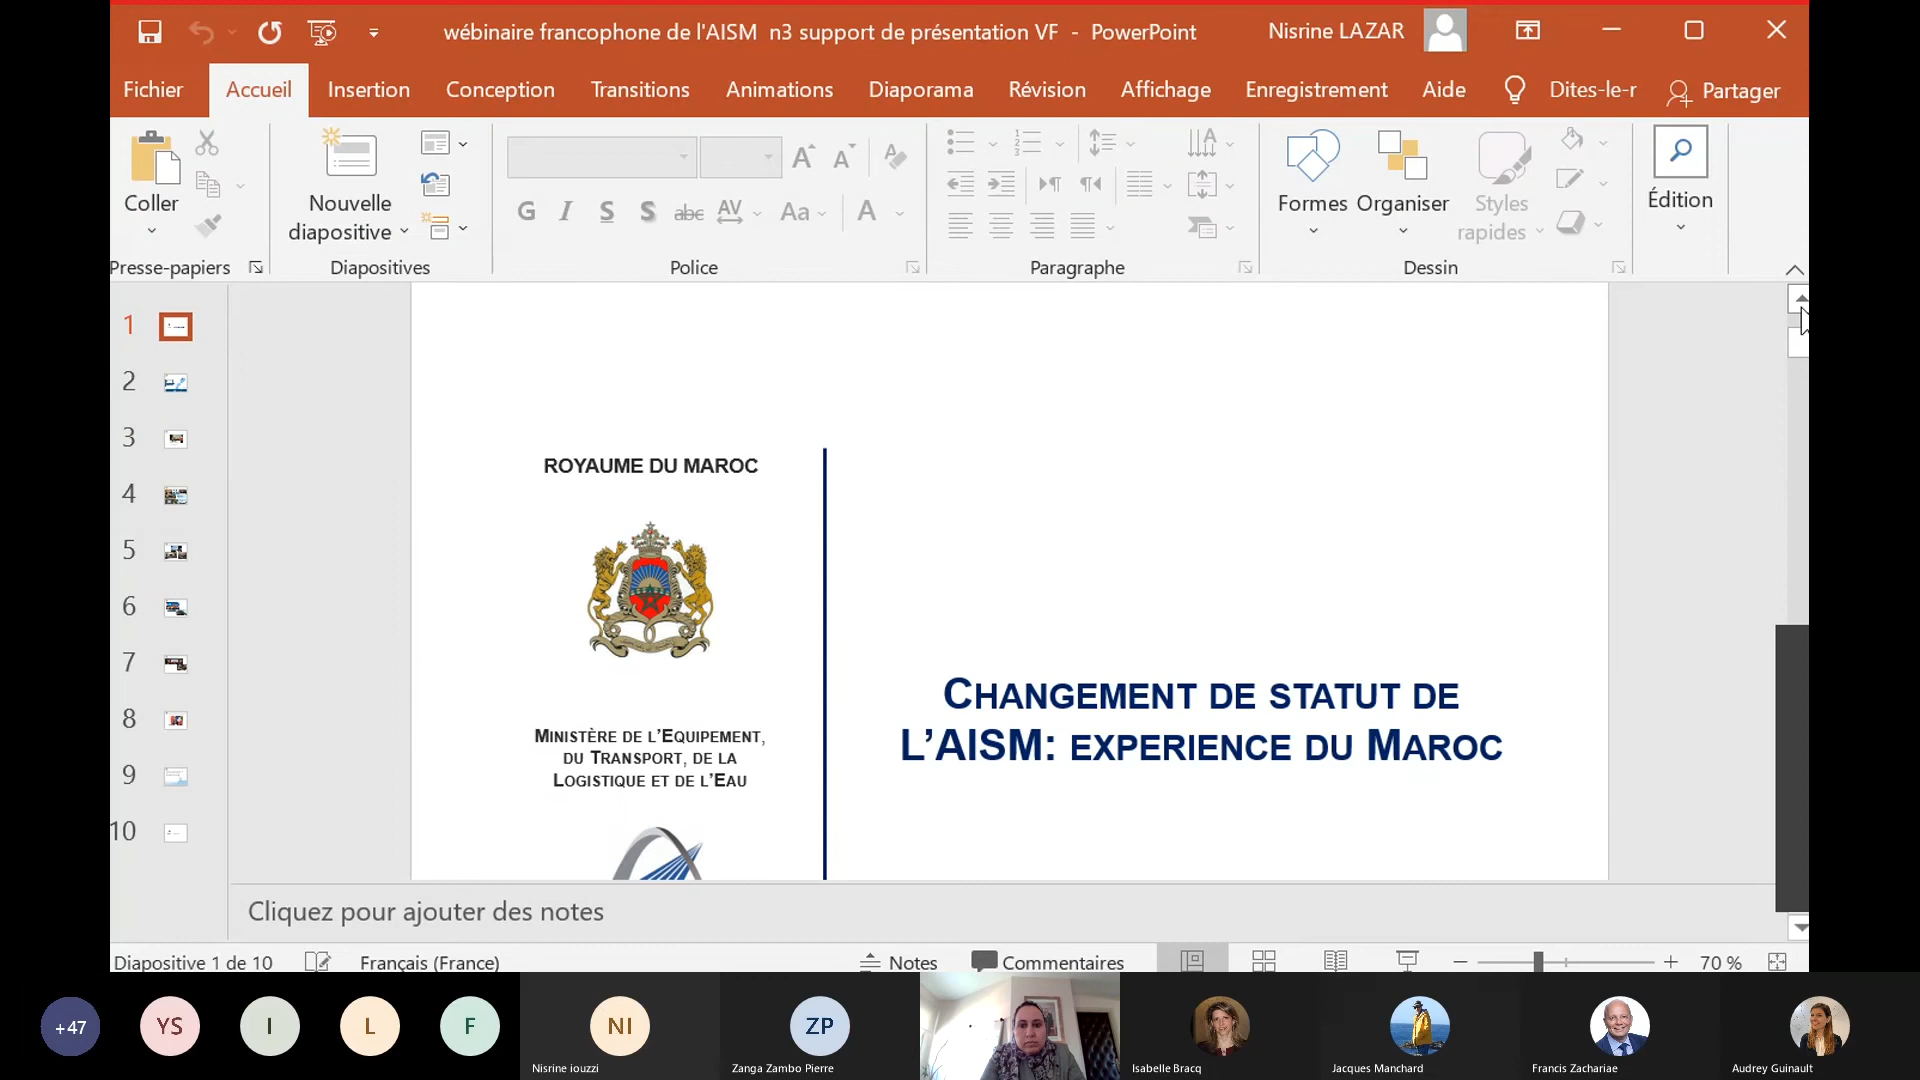 wébinaire francophone de l'AISM n3 support de présentation VF - PowerPoint
Nisrine LAZAR
Fichier
Accueil
Insertion
Conception
Transitions
Animations
Diaporama
Révision
Affichage
Enregistrement
Aide
Dites-le-r
Partager
Coller
Nouvelle
diapositive
G I S S abc AV Aa A
Formes
Organiser
Styles
rapides
Édition
Presse-papiers
Diapositives
Police
Paragraphe
Dessin
1
2
3
4
5
6
7
8
9
10
ROYAUME DU MAROC
MINISTÈRE DE L'EQUIPEMENT,
DU TRANSPORT, DE LA
LOGISTIQUE ET DE L'EAU
CHANGEMENT DE STATUT DE
L'AISM: EXPERIENCE DU MAROC
Cliquez pour ajouter des notes
Diapositive 1 de 10
Français (France)
Notes
Commentaires
70 %
+47
YS
I
L
F
NI
ZP
Nisrine iouzzi
Zanga Zambo Pierre
Isabelle Bracq
Jacques Manchard
Francis Zachariae
Audrey Guinault